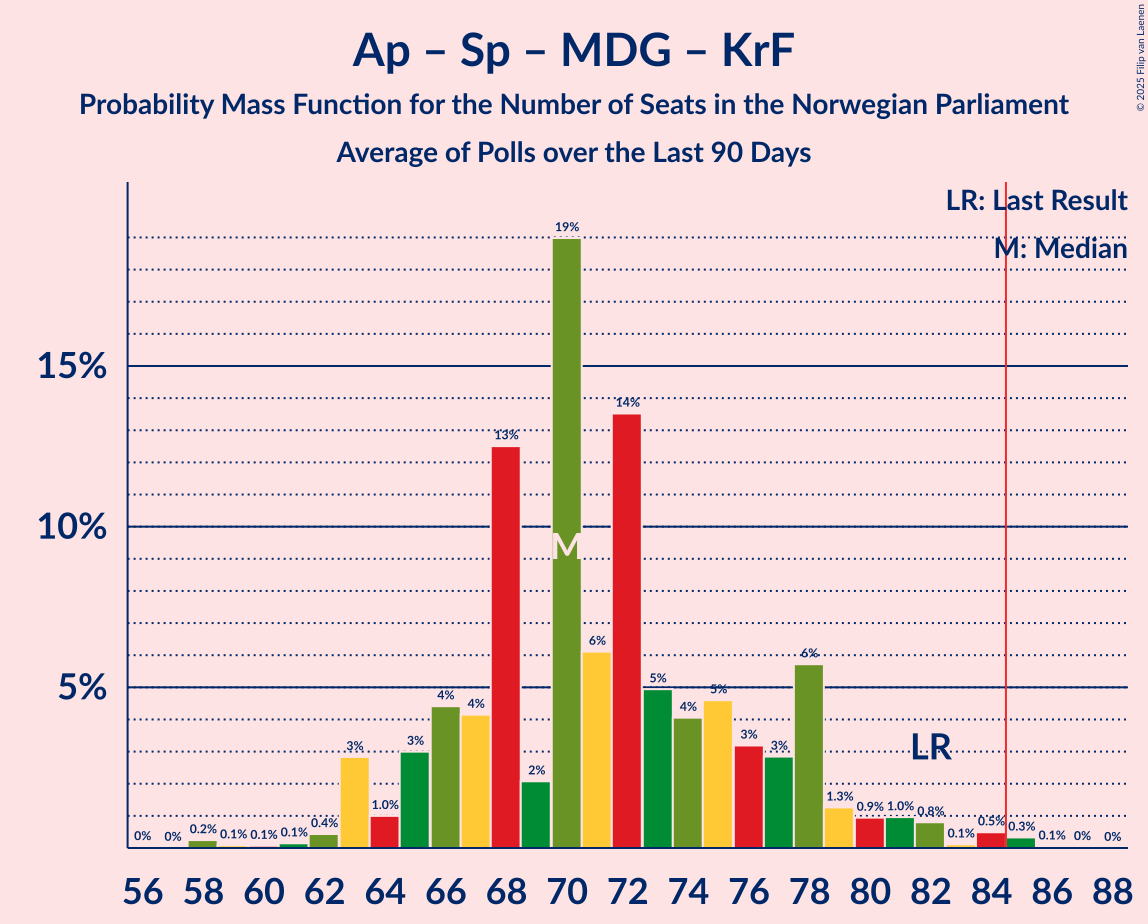 Ap – Sp – MDG – KrF
Probability Mass Function for the Number of Seats in the Norwegian Parliament
Average of Polls over the Last 90 Days
© 2025 Filip van Laenen
LR: Last Result
M: Median
15%
10%
5%
0% 0% 0.2% 0.1% 0.1% 0.1% 0.4% 3% 1.0% 3% 4% 4% 13% 2% 19% 6% 14% 5% 4% 5% 3% 3% 6% 1.3% 0.9% 1.0% 0.8% 0.1% 0.5% 0.3% 0.1% 0% 0%
M
LR
56 58 60 62 64 66 68 70 72 74 76 78 80 82 84 86 88